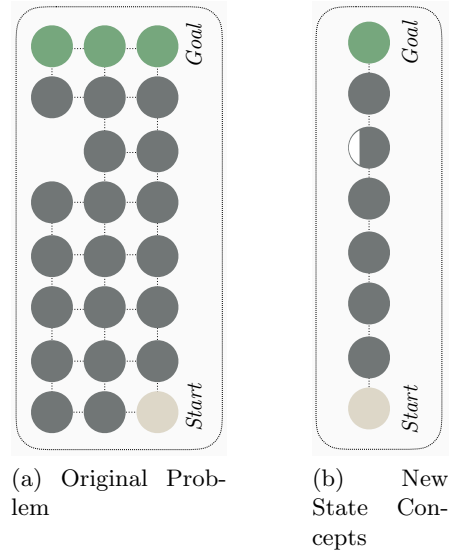 Goal
Start
(a) Original Prob-
lem
Goal
Start
(b) New
State Con-
cepts